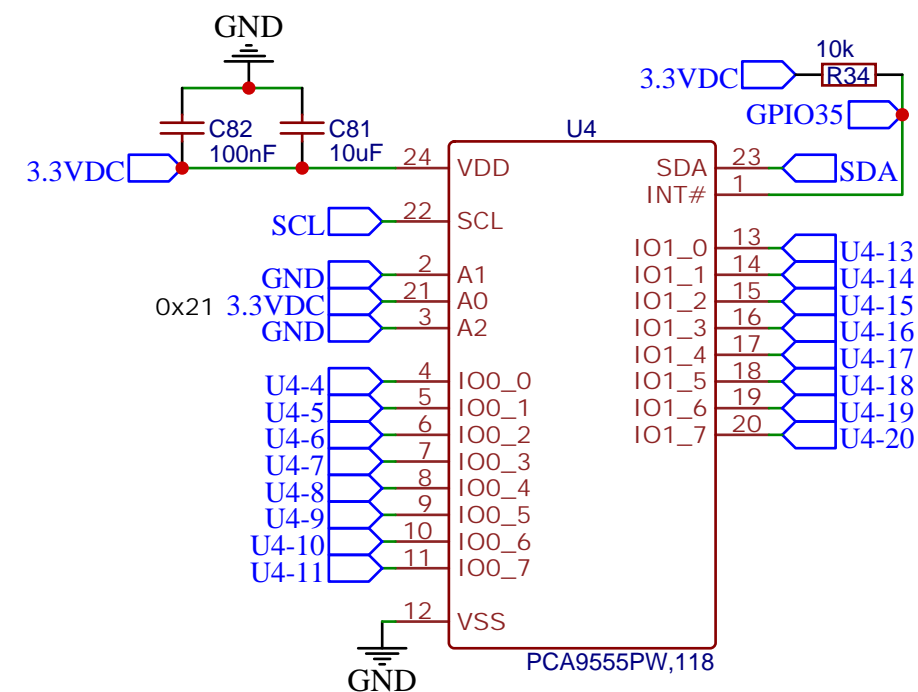 GND
C82
100nF
C81
10uF
3.3VDC
10k
R34
3.3VDC
GPIO35
U4
24 VDD
22 SCL
SCL
2 A1
GND
21 A0
0x21 3.3VDC
3 A2
GND
U4-4 4 IO0_0
U4-5 5 IO0_1
U4-6 6 IO0_2
U4-7 7 IO0_3
U4-8 8 IO0_4
U4-9 9 IO0_5
U4-10 10 IO0_6
U4-11 11 IO0_7
12 VSS
GND
SDA 23 SDA
INT# 1
IO1_0 13 U4-13
IO1_1 14 U4-14
IO1_2 15 U4-15
IO1_3 16 U4-16
IO1_4 17 U4-17
IO1_5 18 U4-18
IO1_6 19 U4-19
IO1_7 20 U4-20
PCA9555PW,118